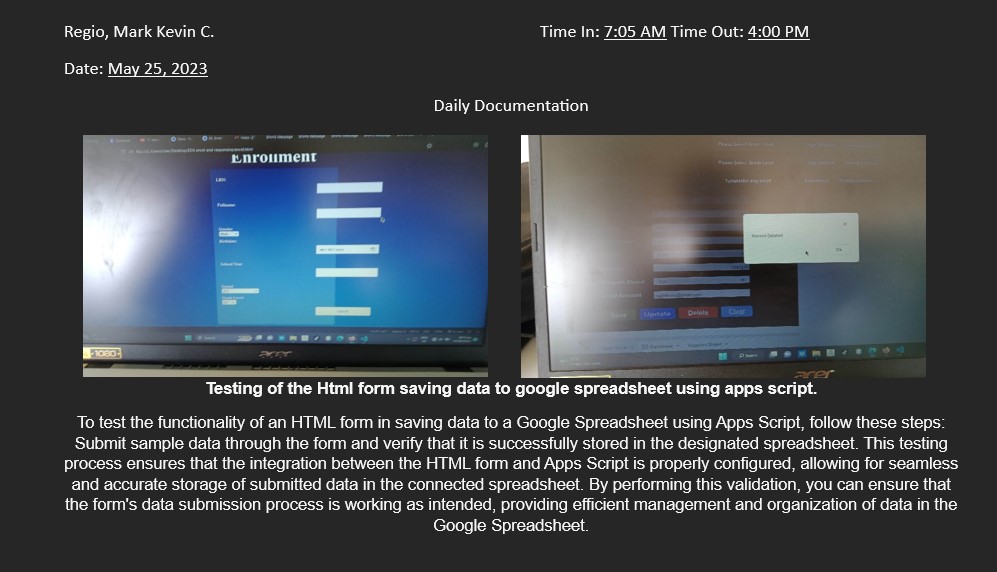 Regio, Mark Kevin C.
Time In: 7:05 AM Time Out: 4:00 PM
Date: May 25, 2023
Daily Documentation
Enrollment
LRN
Fullname
Gender
Birthdate
School Year
acer
1080
Record Deleted
Ok
Save Update Delete Clear
acer
Testing of the Html form saving data to google spreadsheet using apps script.
To test the functionality of an HTML form in saving data to a Google Spreadsheet using Apps Script, follow these steps:
Submit sample data through the form and verify that it is successfully stored in the designated spreadsheet. This testing
process ensures that the integration between the HTML form and Apps Script is properly configured, allowing for seamless
and accurate storage of submitted data in the connected spreadsheet. By performing this validation, you can ensure that
the form's data submission process is working as intended, providing efficient management and organization of data in the
Google Spreadsheet.